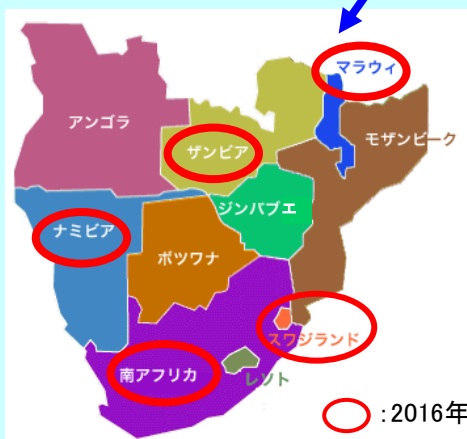 マラウィ
アンゴラ
モザンビーク
ザンビア
ジンバブエ
ナミビア
ボツワナ
スワジランド
南アフリカ
レソト
:2016年